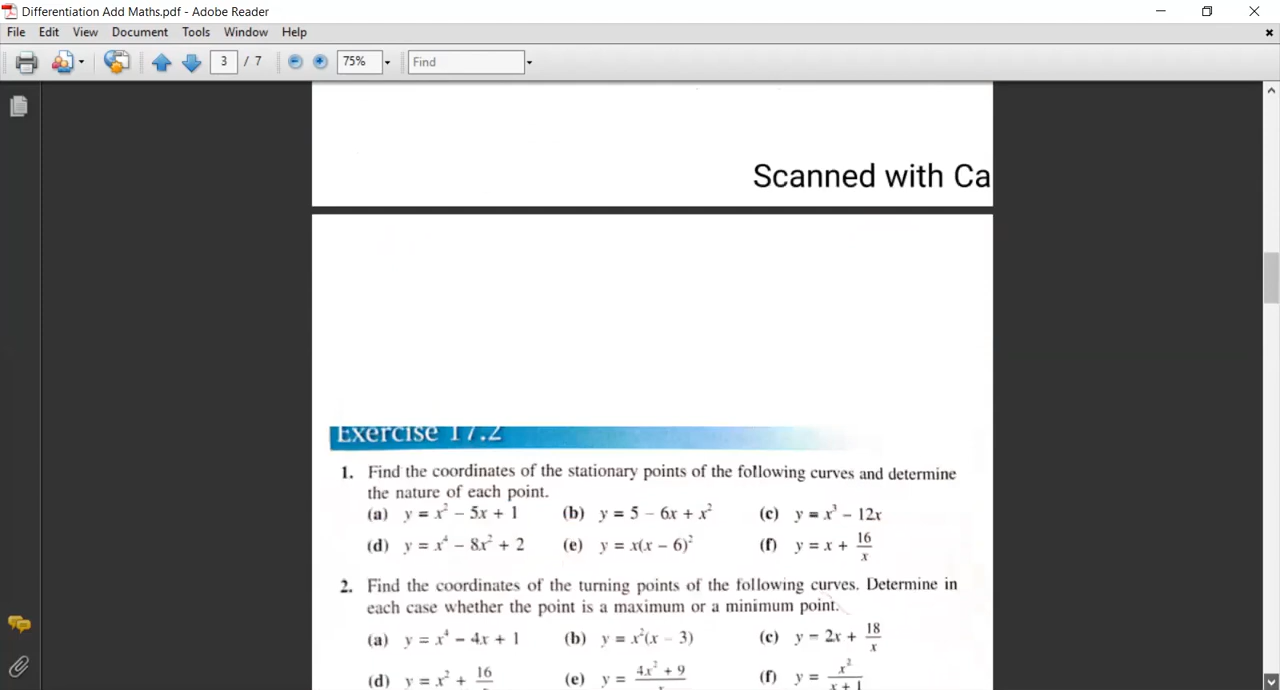 Differentiation Add Maths.pdf - Adobe Reader
File Edit View Document Tools Window Help
3 / 7 75% Find
Scanned with Ca
Exercise 17.2
1. Find the coordinates of the stationary points of the following curves and determine
the nature of each point.
(a) y = x² − 5x + 1 (b) y = 5 − 6x + x² (c) y = x³ − 12x
(d) y = x⁴ − 8x² + 2 (e) y = x(x − 6)² (f) y = x + 16/x
2. Find the coordinates of the turning points of the following curves. Determine in
each case whether the point is a maximum or a minimum point.
(a) y = x⁴ − 4x + 1 (b) y = x²(x − 3) (c) y = 2x + 18/x
(d) y = x² + 16 (e) y = 4x² + 9 (f) y = x²/x + 1